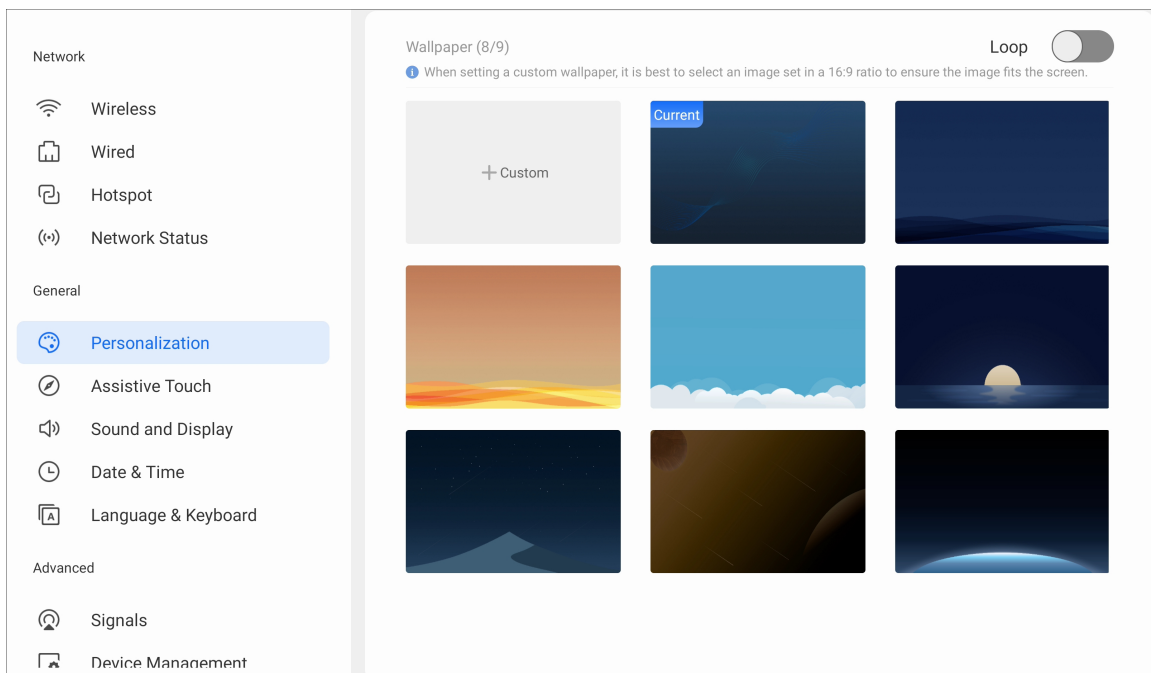 Network
Wireless
Wired
Hotspot
Network Status
General
Personalization
Assistive Touch
Sound and Display
Date & Time
Language & Keyboard
Advanced
Signals
Device Management
Wallpaper (8/9)
Loop
When setting a custom wallpaper, it is best to select an image set in a 16:9 ratio to ensure the image fits the screen.
Custom
Current